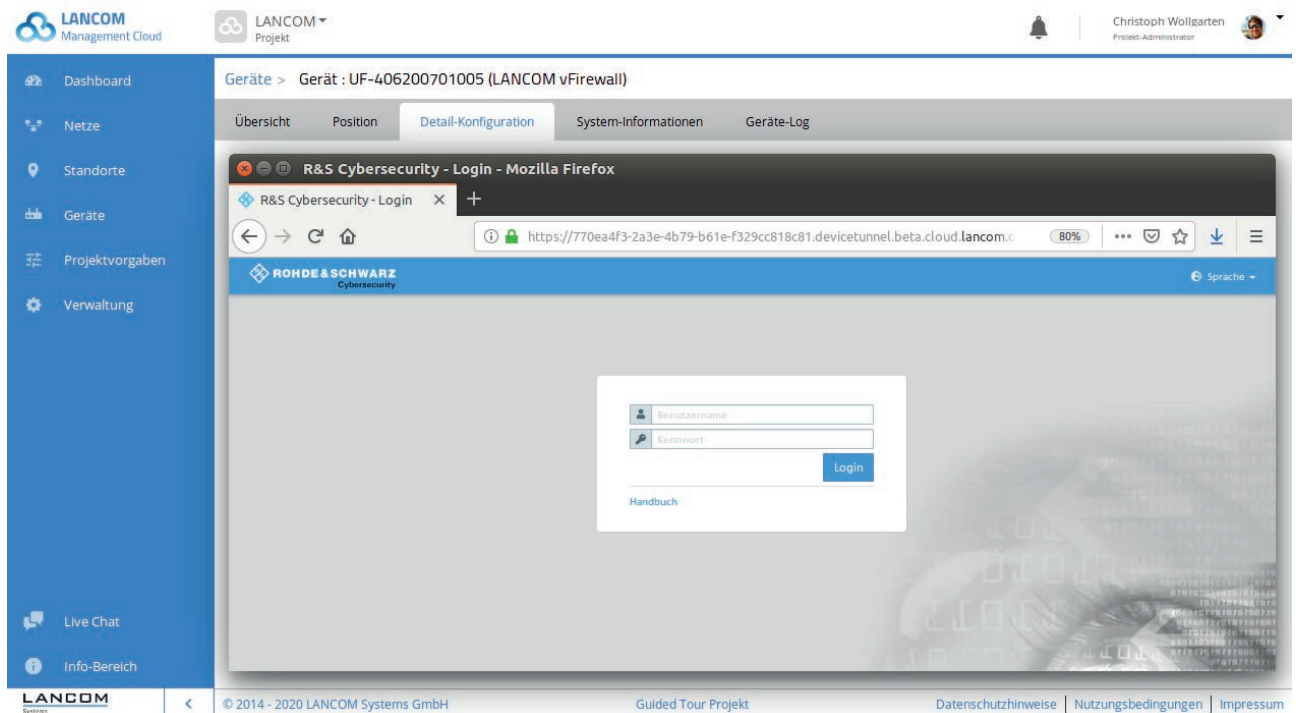 LANCOM
Management Cloud
LANCOM
Projekt
Christoph Wollgarten
Projekt-Administrator
Dashboard
Netze
Standorte
Geräte
Projektvorgaben
Verwaltung
Live Chat
Info-Bereich
LANCOM
Systems
Geräte > Gerät : UF-406200701005 (LANCOM vFirewall)
Übersicht Position Detail-Konfiguration System-Informationen Geräte-Log
R&S Cybersecurity - Login - Mozilla Firefox
R&S Cybersecurity - Login
https://770ea4f3-2a3e-4b79-b61e-f329cc818c81.devicetunnel.beta.cloud.lancom.
80%
ROHDE&SCHWARZ
Cybersecurity
Sprache
Benutzername
Kennwort
Login
Handbuch
© 2014 - 2020 LANCOM Systems GmbH Guided Tour Projekt Datenschutzhinweise | Nutzungsbedingungen | Impressum